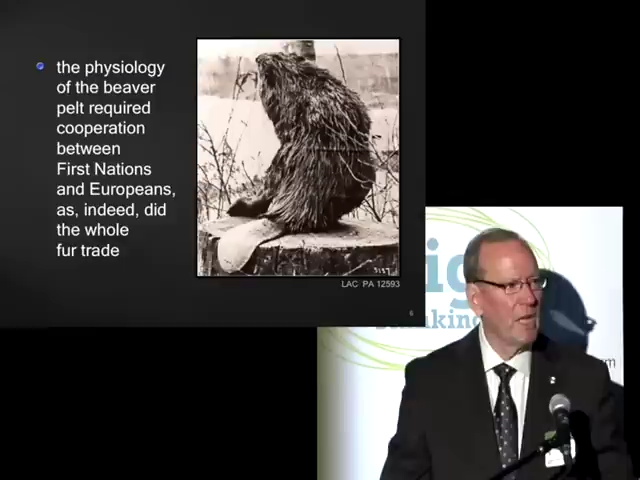 the physiology
of the beaver
pelt required
cooperation
between
First Nations
and Europeans,
as, indeed, did
the whole
fur trade
3187
LAC PA 12593
6